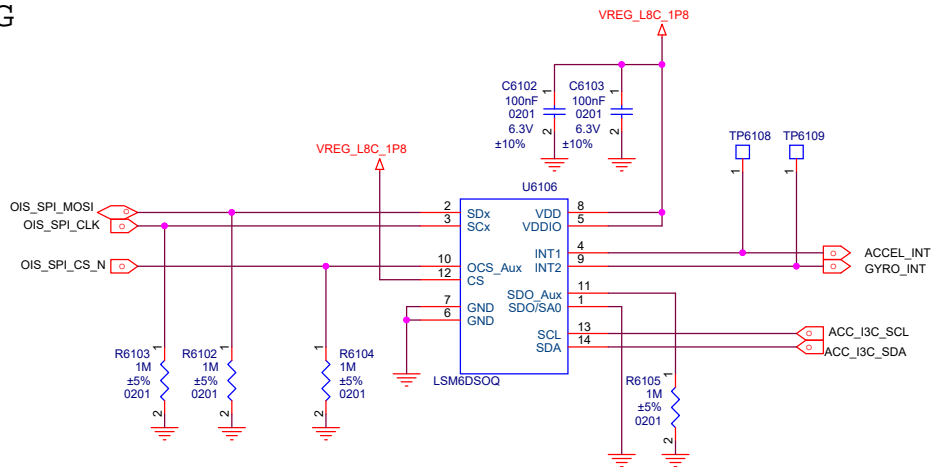 G
VREG_L8C_1P8
C6102
100nF
0201
6.3V
±10%
1
2
C6103
100nF
0201
6.3V
±10%
1
2
TP6108
1
TP6109
1
VREG_L8C_1P8
U6106
OIS_SPI_MOSI
2
SDx
VDD
8
OIS_SPI_CLK
3
SCx
VDDIO
5
INT1
4
ACCEL_INT
OIS_SPI_CS_N
10
OCS_Aux
INT2
9
GYRO_INT
12
CS
SDO_Aux
11
7
GND
SDO/SA0
1
6
GND
SCL
13
ACC_I3C_SCL
SDA
14
ACC_I3C_SDA
LSM6DSOQ
R6103
1M
±5%
0201
1
2
R6102
1M
±5%
0201
1
2
R6104
1M
±5%
0201
1
2
R6105
1M
±5%
0201
1
2